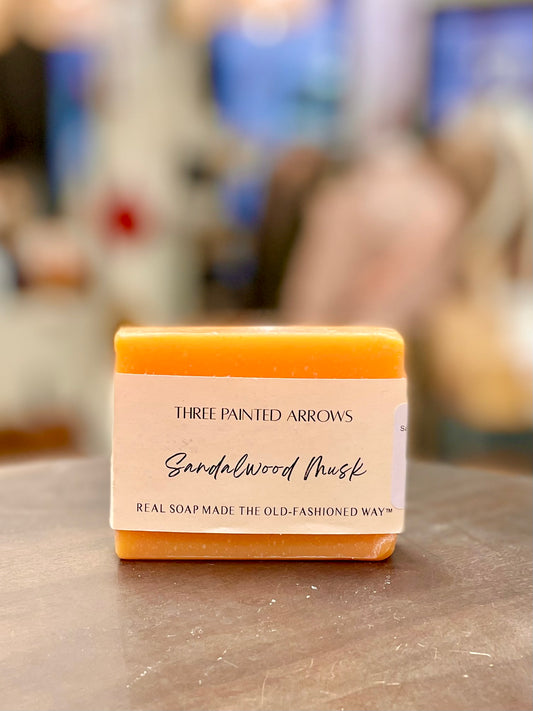 THREE PAINTED ARROWS
Sandalwood Musk
REAL SOAP MADE THE OLD-FASHIONED WAY™